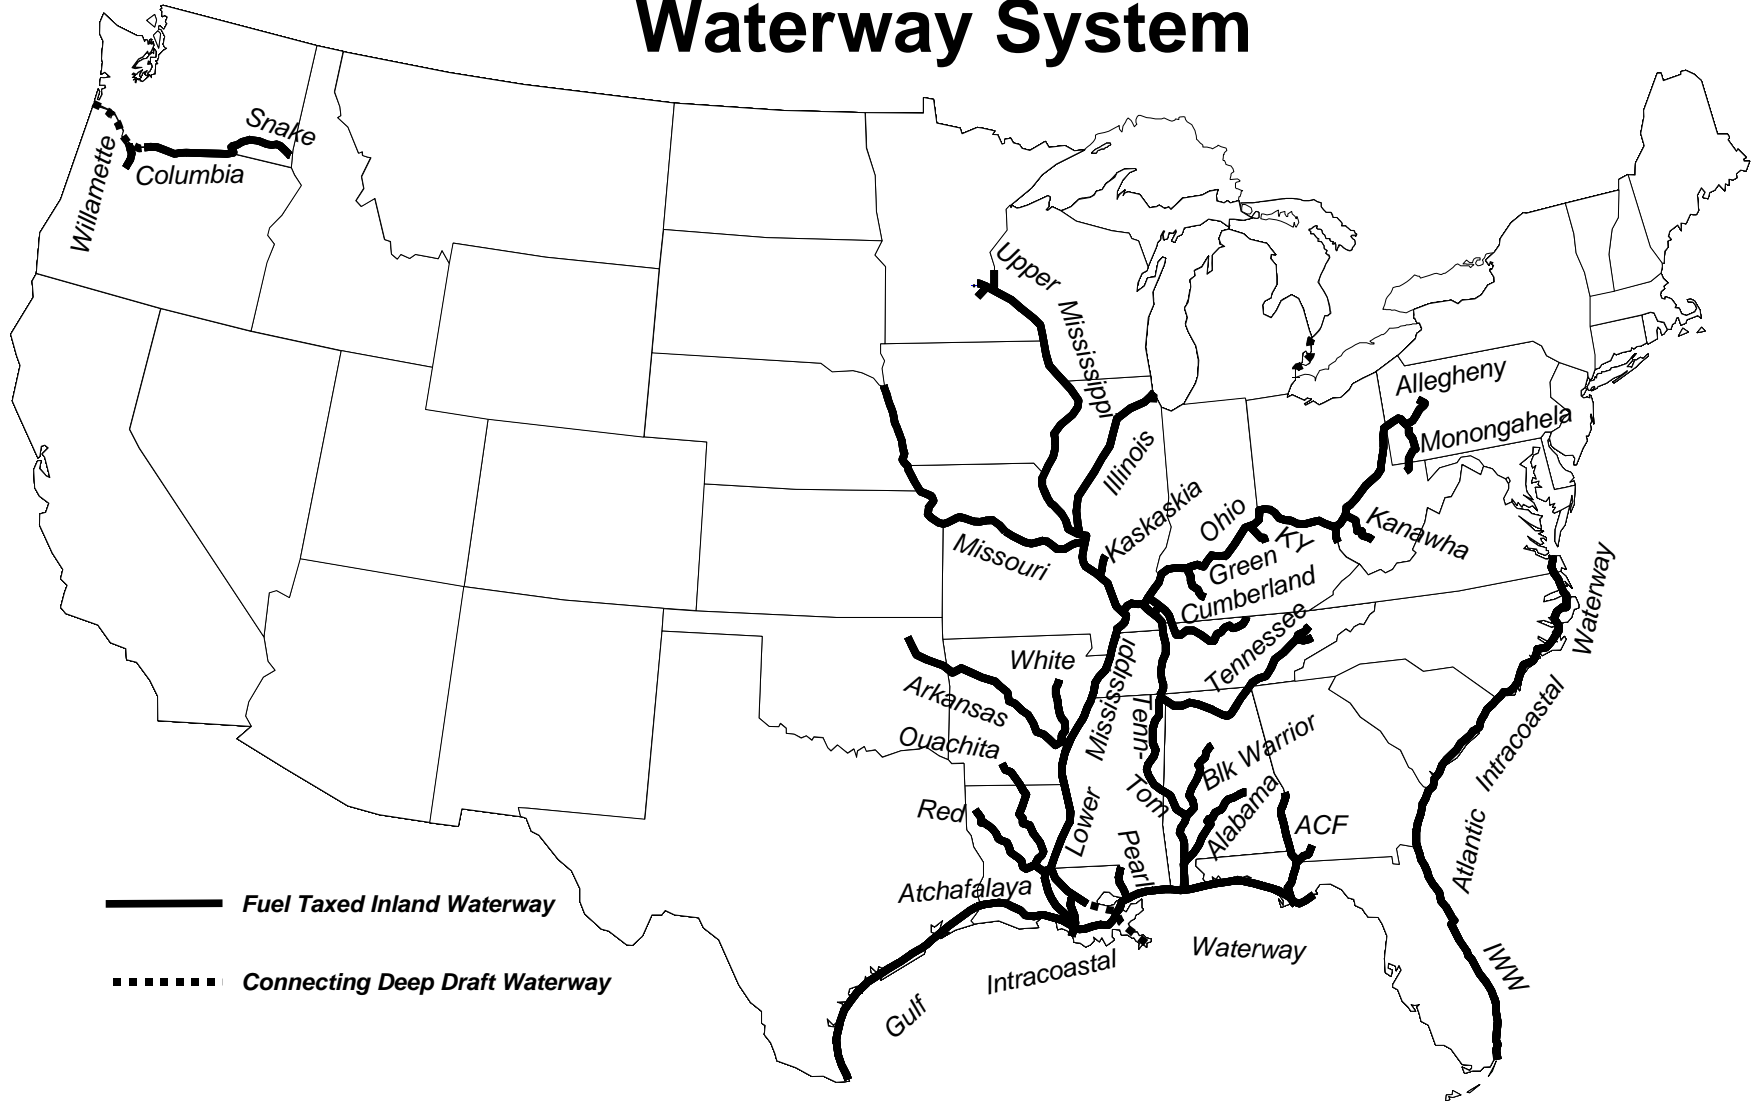 Waterway System
Snake
Columbia
Willamette
Upper Mississippi
Allegheny
Monongahela
Illinois
Kaskaskia
Ohio
KY
Kanawha
Missouri
Green
Cumberland
Waterway
White
Tennessee
Arkansas
Mississippi
Tenn-
Ouachita
Blk Warrior
Intracoastal
Tom
Alabama
Red
Lower
Pearl
ACF
Atlantic
Atchafalaya
Fuel Taxed Inland Waterway
Waterway
Intracoastal
IWW
Connecting Deep Draft Waterway
Gulf